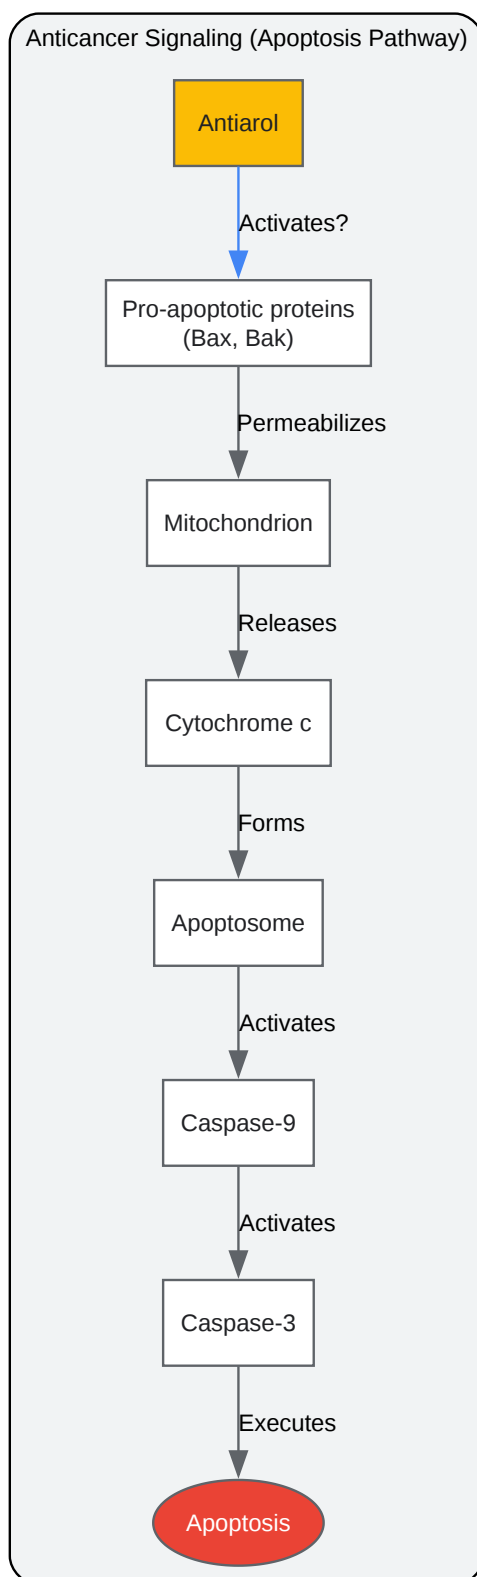 Anticancer Signaling (Apoptosis Pathway)
Antiarol
Activates?
Pro-apoptotic proteins
(Bax, Bak)
Permeabilizes
Mitochondrion
Releases
Cytochrome c
Forms
Apoptosome
Activates
Caspase-9
Activates
Caspase-3
Executes
Apoptosis